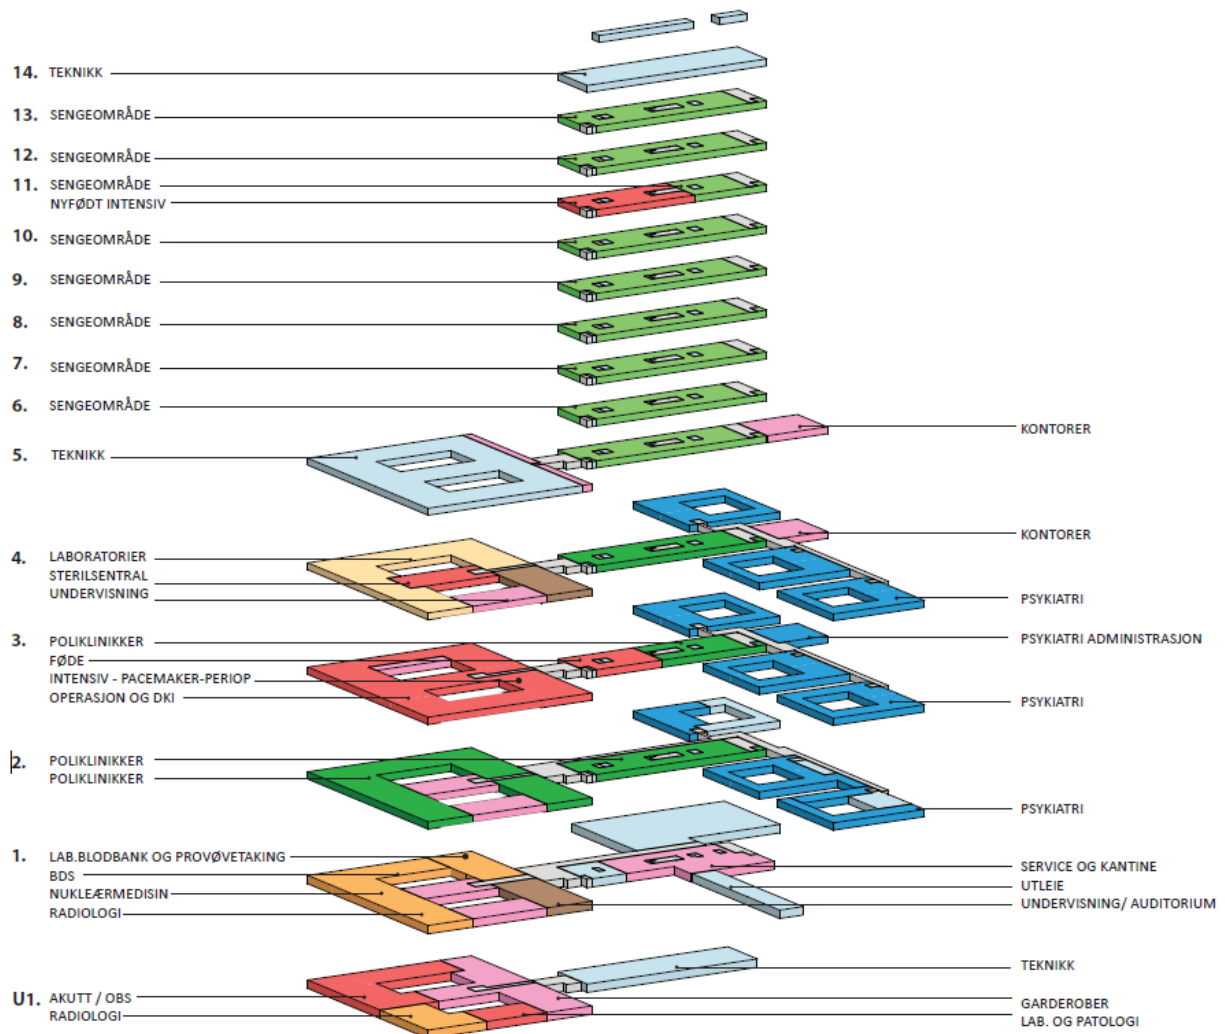 14. TEKNIKK
13. SENGEOMRÅDE
12. SENGEOMRÅDE
11. SENGEOMRÅDE
NYFØDT INTENSIV
10. SENGEOMRÅDE
9. SENGEOMRÅDE
8. SENGEOMRÅDE
7. SENGEOMRÅDE
6. SENGEOMRÅDE
KONTORER
5. TEKNIKK
KONTORER
4. LABORATORIER
STERILSENTRAL
UNDERVISNING
PSYKIATRI
3. POLIKLINIKKER
FØDE
INTENSIV - PACEMAKER-PERIOP
OPERASJON OG DKI
PSYKIATRI ADMINISTRASJON
PSYKIATRI
2. POLIKLINIKKER
POLIKLINIKKER
PSYKIATRI
1. LAB.BLODBANK OG PROVØVETAKING
BDS
NUKLEÆRMEDISIN
RADIOLOGI
SERVICE OG KANTINE
UTLEIE
UNDERVISNING/ AUDITORIUM
TEKNIKK
U1. AKUTT / OBS
RADIOLOGI
GARDEROBER
LAB. OG PATOLOGI